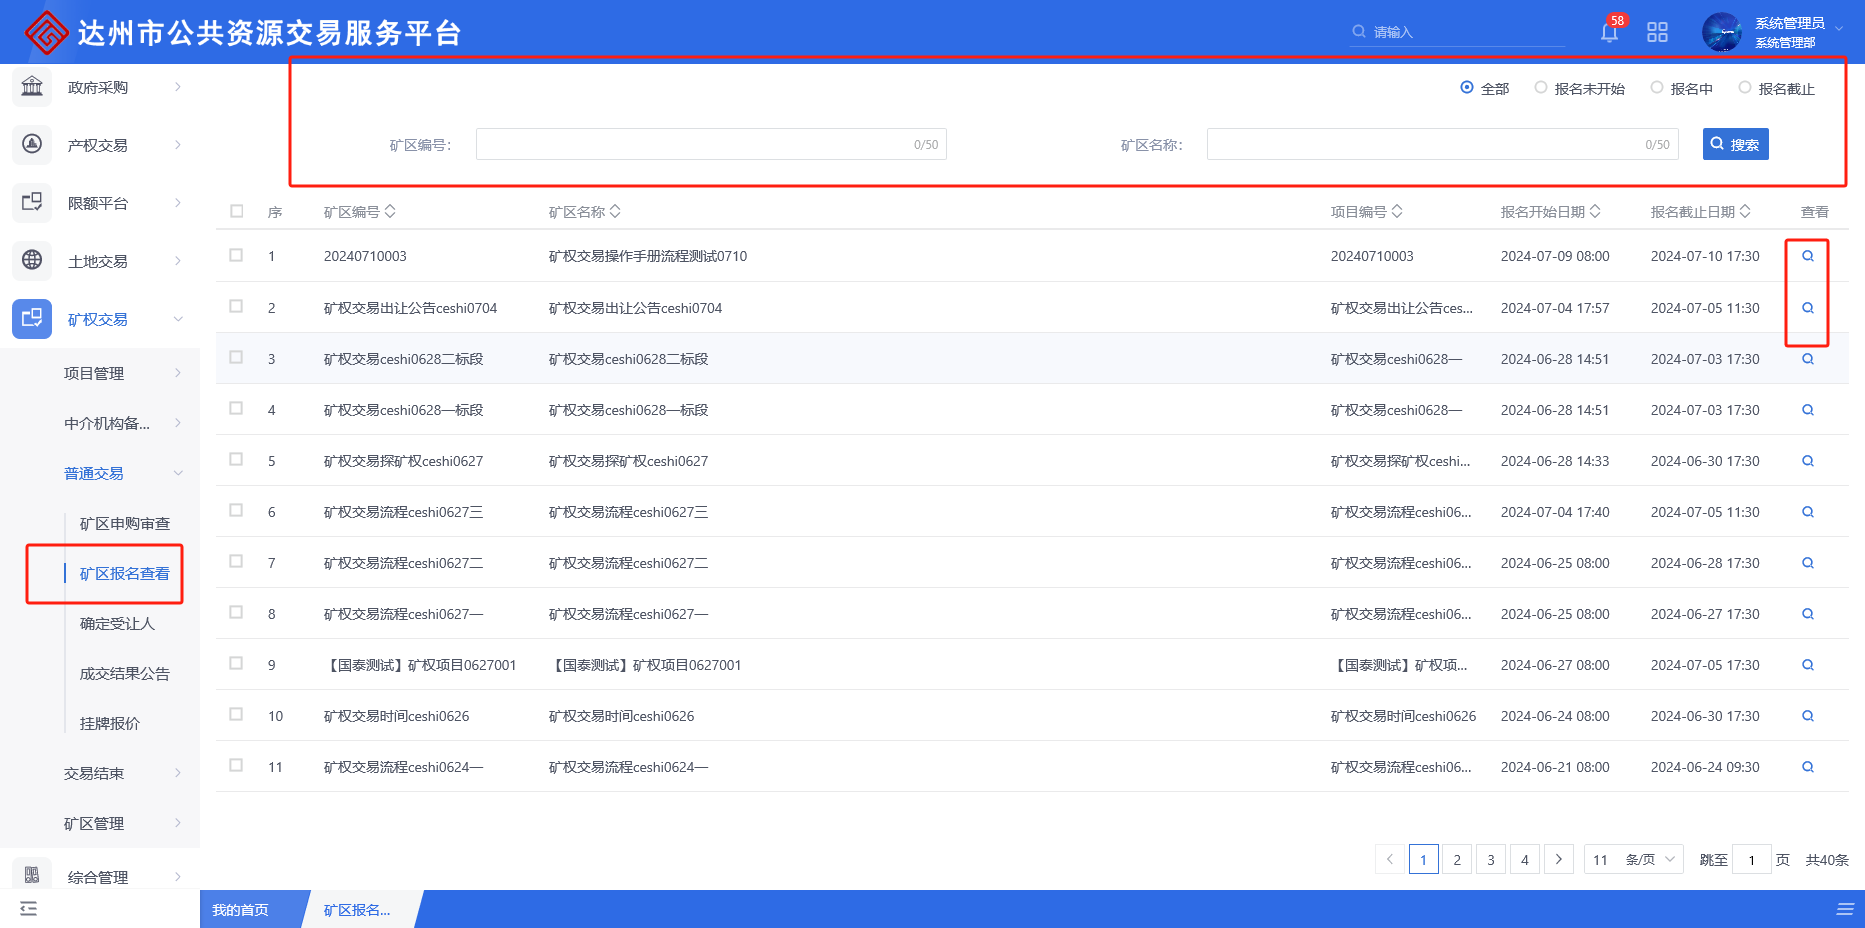 达州市公共资源交易服务平台
请输入
58
系统管理员
系统管理部
政府采购
产权交易
限额平台
土地交易
矿权交易
项目管理
中介机构备...
普通交易
矿区申购审查
矿区报名查看
确定受让人
成交结果公告
挂牌报价
交易结束
矿区管理
综合管理
全部 报名未开始 报名中 报名截止
矿区编号： 0/50 矿区名称： 0/50 搜索
序 矿区编号 矿区名称 项目编号 报名开始日期 报名截止日期 查看
1 20240710003 矿权交易操作手册流程测试0710 20240710003 2024-07-09 08:00 2024-07-10 17:30
2 矿权交易出让公告ceshi0704 矿权交易出让公告ceshi0704 矿权交易出让公告ces... 2024-07-04 17:57 2024-07-05 11:30
3 矿权交易ceshi0628二标段 矿权交易ceshi0628二标段 矿权交易ceshi0628一 2024-06-28 14:51 2024-07-03 17:30
4 矿权交易ceshi0628一标段 矿权交易ceshi0628一标段 矿权交易ceshi0628一 2024-06-28 14:51 2024-07-03 17:30
5 矿权交易探矿权ceshi0627 矿权交易探矿权ceshi0627 矿权交易探矿权ceshi... 2024-06-28 14:33 2024-06-30 17:30
6 矿权交易流程ceshi0627三 矿权交易流程ceshi0627三 矿权交易流程ceshi06... 2024-07-04 17:40 2024-07-05 11:30
7 矿权交易流程ceshi0627二 矿权交易流程ceshi0627二 矿权交易流程ceshi06... 2024-06-25 08:00 2024-06-28 17:30
8 矿权交易流程ceshi0627一 矿权交易流程ceshi0627一 矿权交易流程ceshi06... 2024-06-25 08:00 2024-06-27 17:30
9 【国泰测试】矿权项目0627001 【国泰测试】矿权项目0627001 【国泰测试】矿权项... 2024-06-27 08:00 2024-07-05 17:30
10 矿权交易时间ceshi0626 矿权交易时间ceshi0626 矿权交易时间ceshi0626 2024-06-24 08:00 2024-06-30 17:30
11 矿权交易流程ceshi0624一 矿权交易流程ceshi0624一 矿权交易流程ceshi06... 2024-06-21 08:00 2024-06-24 09:30
1 2 3 4 11 条/页 跳至 1 页 共40条
我的首页 矿区报名...